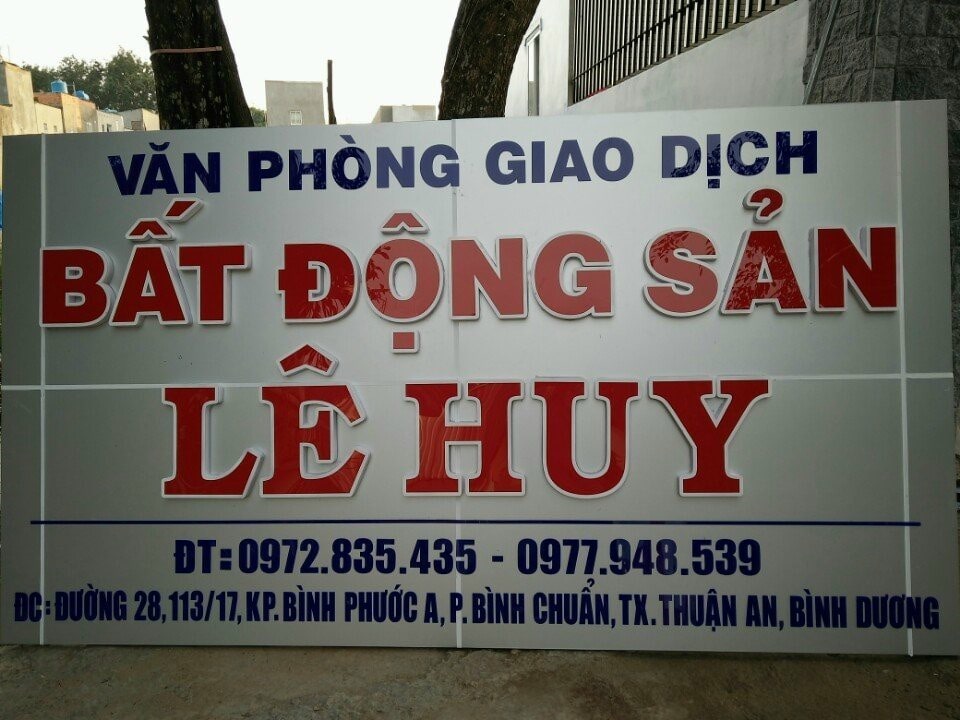 VĂN PHÒNG GIAO DỊCH
BẤT ĐỘNG SẢN
LÊ HUY
ĐT: 0972.835.435 - 0977.948.539
ĐC: ĐƯỜNG 28, 113/17, KP. BÌNH PHƯỚC A, P. BÌNH CHUẨN, TX. THUẬN AN, BÌNH DƯƠNG